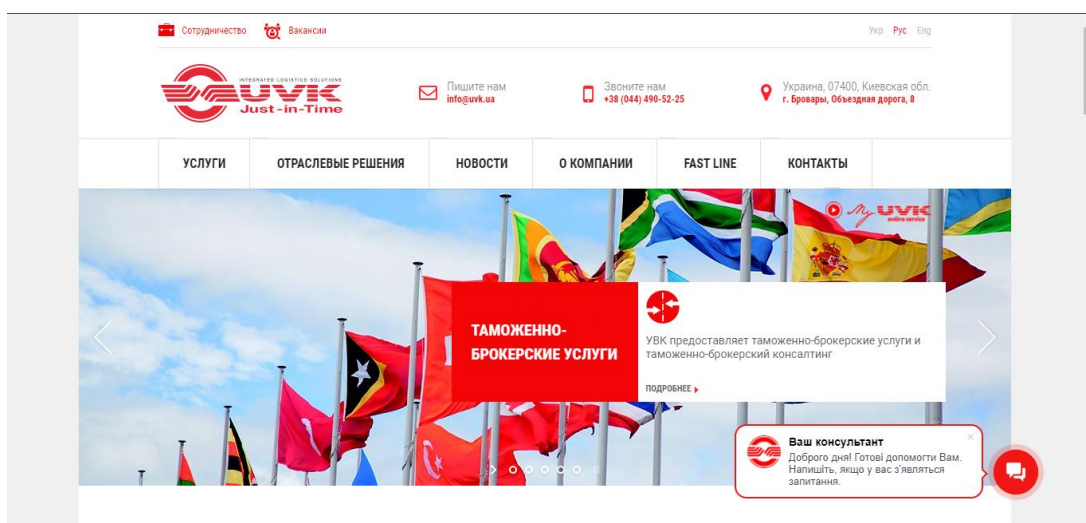 Сотрудничество
Вакансии
Укр Рус Eng
INTEGRATED LOGISTICS SOLUTIONS
UVK
Just-in-Time
Пишите нам
info@uvk.ua
Звоните нам
+38 (044) 490-52-25
Украина, 07400, Киевская обл.
г. Бровары, Объездная дорога, 8
УСЛУГИ
ОТРАСЛЕВЫЕ РЕШЕНИЯ
НОВОСТИ
О КОМПАНИИ
FAST LINE
КОНТАКТЫ
My UVK
online service
ТАМОЖЕННО-
БРОКЕРСКИЕ УСЛУГИ
УВК предоставляет таможенно-брокерские услуги и
таможенно-брокерский консалтинг
ПОДРОБНЕЕ
Ваш консультант
Доброго дня! Готові допомогти Вам.
Напишіть, якщо у вас з'являться
запитання.